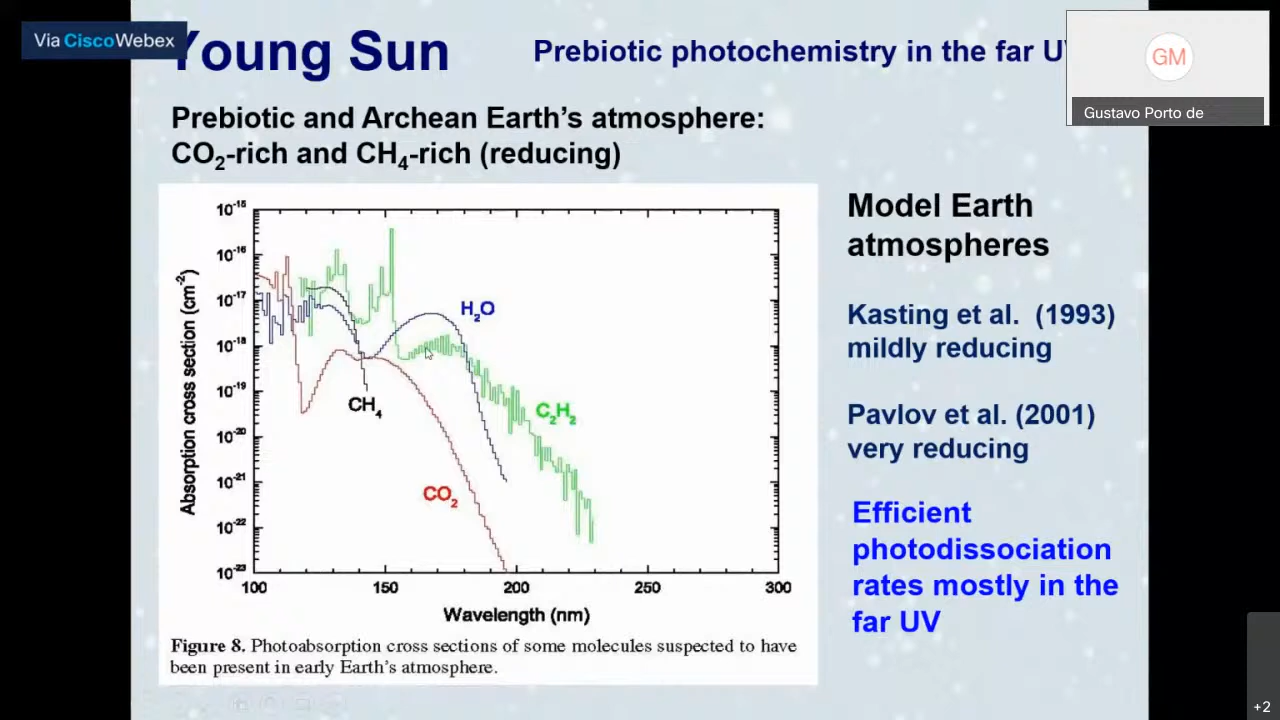 Via CiscoWebex
Young Sun
Prebiotic photochemistry in the far UV
GM
Gustavo Porto de
Prebiotic and Archean Earth’s atmosphere:
CO₂-rich and CH₄-rich (reducing)
Absorption cross section (cm⁻²)
10⁻¹⁵
10⁻¹⁶
10⁻¹⁷
10⁻¹⁸
10⁻¹⁹
10⁻²⁰
10⁻²¹
10⁻²²
10⁻²³
H₂O
CH₄
C₂H₂
CO₂
100 150 200 250 300
Wavelength (nm)
Figure 8. Photoabsorption cross sections of some molecules suspected to have
been present in early Earth’s atmosphere.
Model Earth
atmospheres
Kasting et al. (1993)
mildly reducing
Pavlov et al. (2001)
very reducing
Efficient
photodissociation
rates mostly in the
far UV
+2